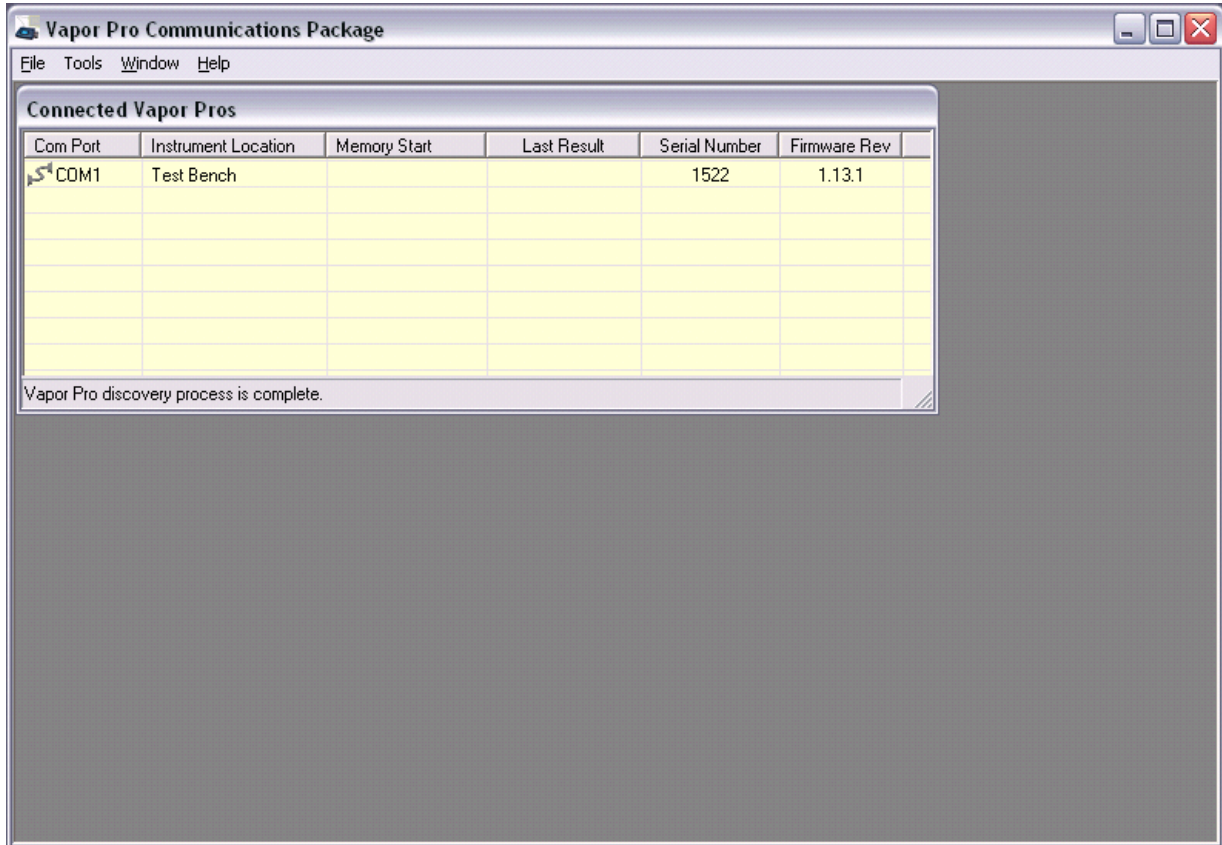 Vapor Pro Communications Package
File Tools Window Help
Connected Vapor Pros
Com Port Instrument Location Memory Start Last Result Serial Number Firmware Rev
COM1 Test Bench 1522 1.13.1
Vapor Pro discovery process is complete.